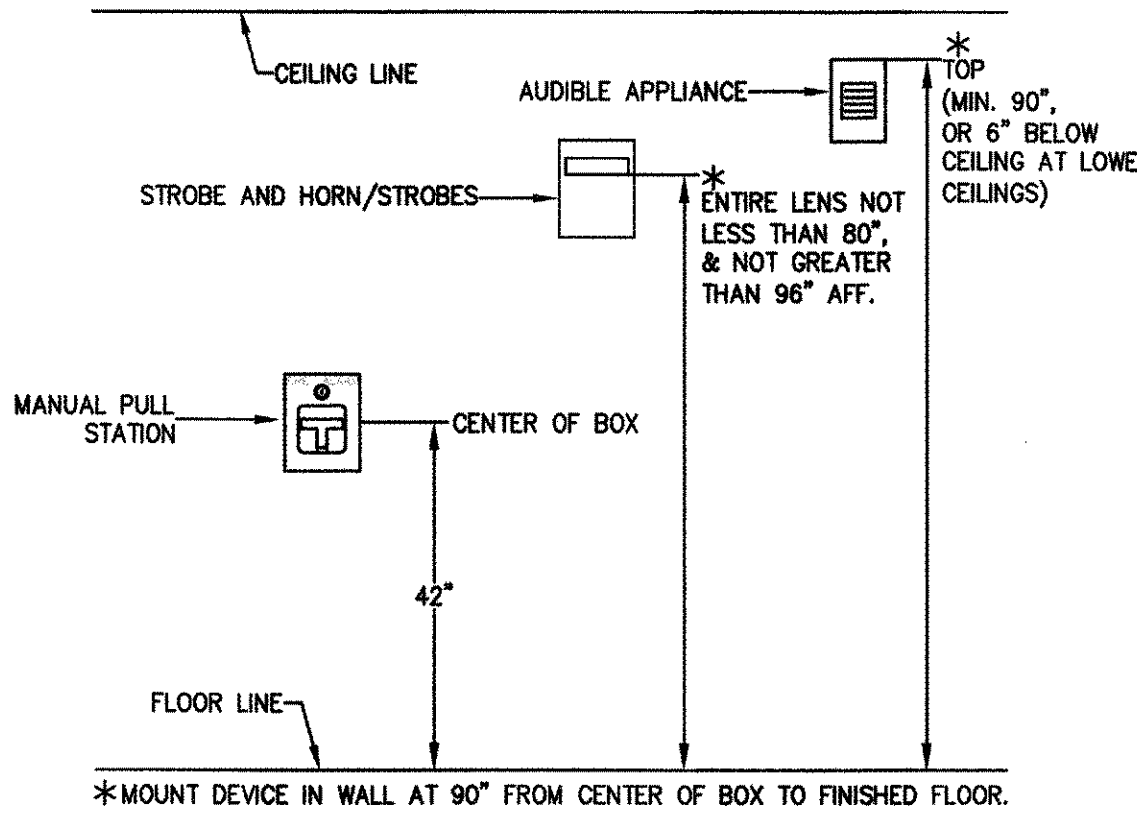 CEILING LINE
AUDIBLE APPLIANCE
*
TOP
(MIN. 90",
OR 6" BELOW
CEILING AT LOWE
CEILINGS)
STROBE AND HORN/STROBES
*
ENTIRE LENS NOT
LESS THAN 80",
& NOT GREATER
THAN 96" AFF.
MANUAL PULL
STATION
CENTER OF BOX
42"
FLOOR LINE
*MOUNT DEVICE IN WALL AT 90" FROM CENTER OF BOX TO FINISHED FLOOR.